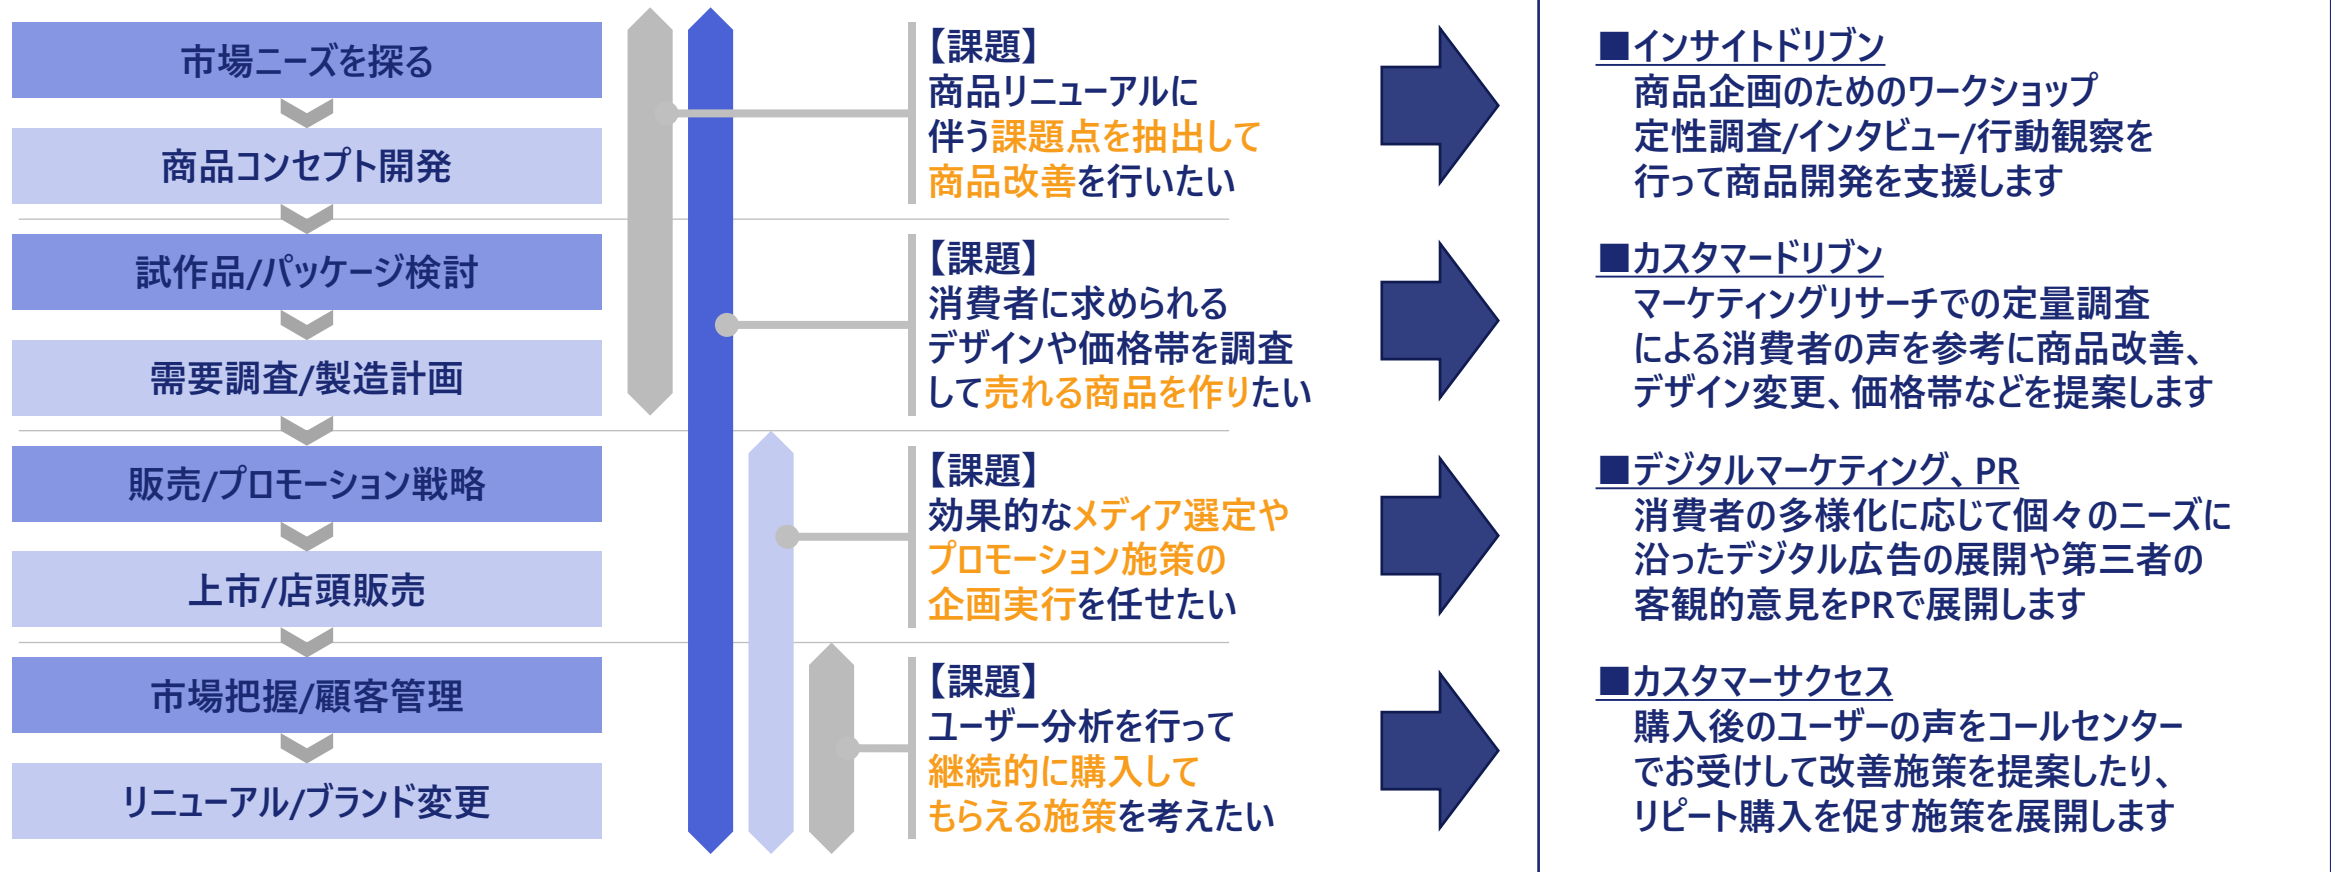 市場ニーズを探る
商品コンセプト開発
試作品/パッケージ検討
需要調査/製造計画
販売/プロモーション戦略
上市/店頭販売
市場把握/顧客管理
リニューアル/ブランド変更
【課題】
商品リニューアルに
伴う課題点を抽出して
商品改善を行いたい
【課題】
消費者に求められる
デザインや価格帯を調査
して売れる商品を作りたい
【課題】
効果的なメディア選定や
プロモーション施策の
企画実行を任せたい
【課題】
ユーザー分析を行って
継続的に購入して
もらえる施策を考えたい
■インサイトドリブン
商品企画のためのワークショップ
定性調査/インタビュー/行動観察を
行って商品開発を支援します
■カスタマードリブン
マーケティングリサーチでの定量調査
による消費者の声を参考に商品改善、
デザイン変更、価格帯などを提案します
■デジタルマーケティング、PR
消費者の多様化に応じて個々のニーズに
沿ったデジタル広告の展開や第三者の
客観的意見をPRで展開します
■カスタマーサクセス
購入後のユーザーの声をコールセンター
でお受けして改善施策を提案したり、
リピート購入を促す施策を展開します